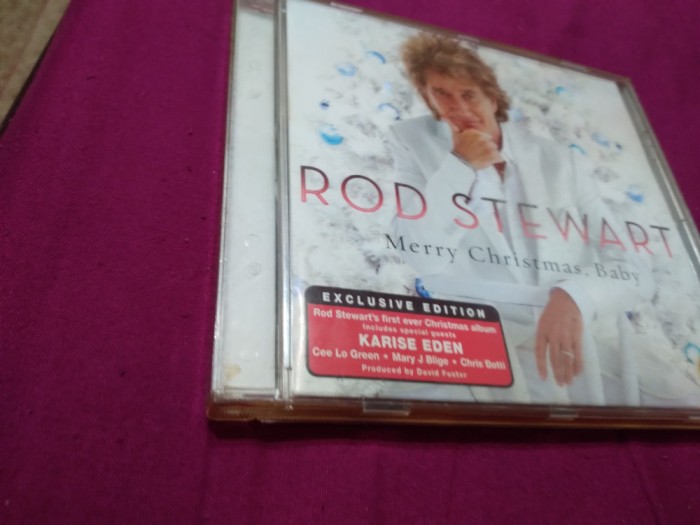 ROD STEWART
Merry Christmas, Baby
EXCLUSIVE EDITION
Rod Stewart's first ever Christmas album
Includes special guests
KARISE EDEN
Cee Lo Green • Mary J Blige • Chris Botti
Produced by David Foster